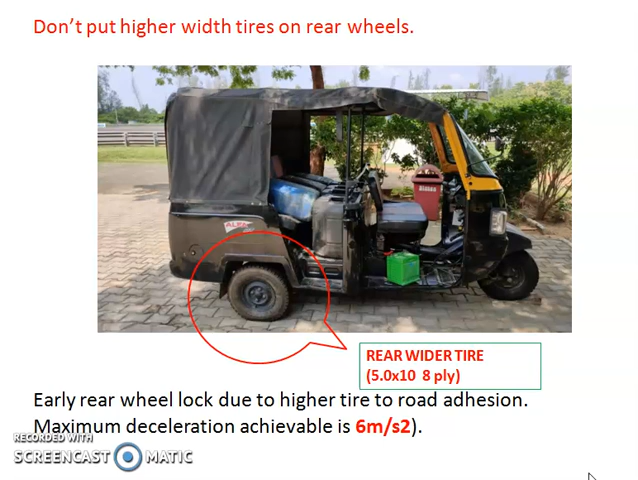 Don't put higher width tires on rear wheels.
ALFA
REAR WIDER TIRE
(5.0x10 8 ply)
Early rear wheel lock due to higher tire to road adhesion.
Maximum deceleration achievable is 6m/s2).
RECORDED WITH
SCREENCAST MATIC